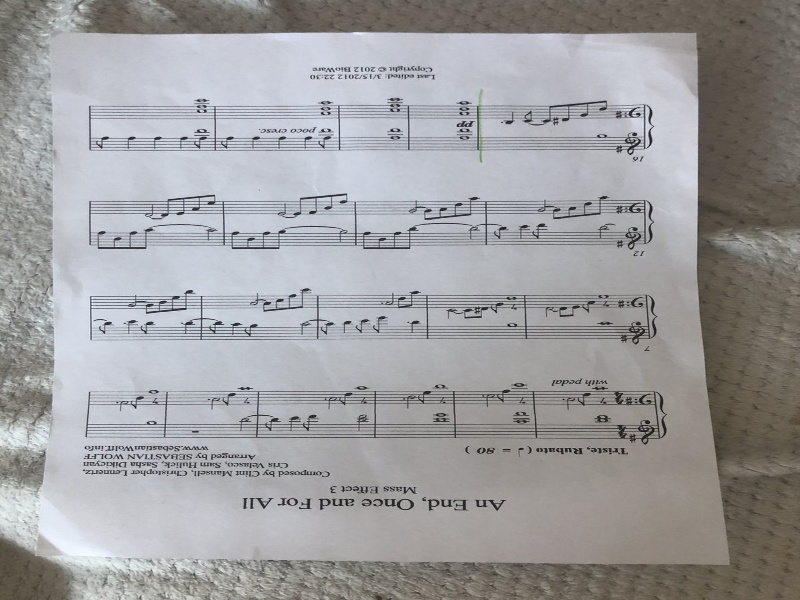 An End, Once and For All
Mass Effect 3
Composed by Clint Mansell, Christopher Lennertz,
Cris Velasco, Sam Hulick, Sasha Dikicyan
Arranged by SEBASTIAN WOLFF
www.SebastianWolff.info
Triste, Rubato (♩ = 80 )
with pedal
7
12
16
pp
poco cresc.
Last edited: 3/15/2012 22:30
Copyright © 2012 BioWare